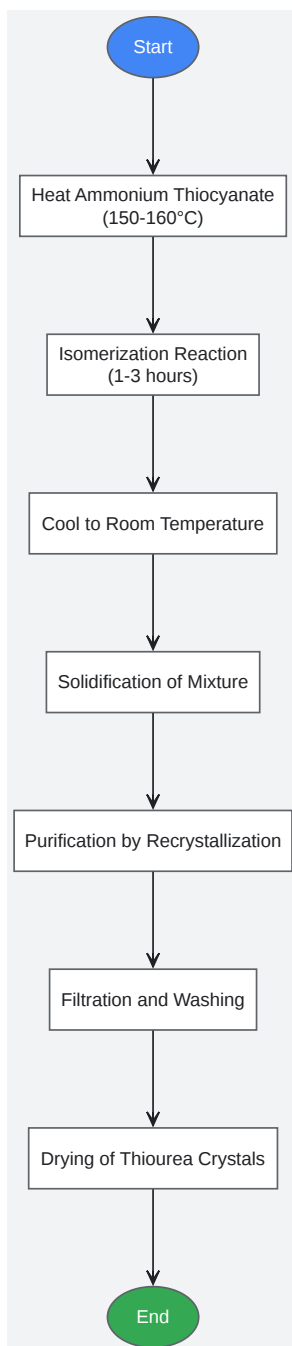 Start
Heat Ammonium Thiocyanate
(150-160°C)
Isomerization Reaction
(1-3 hours)
Cool to Room Temperature
Solidification of Mixture
Purification by Recrystallization
Filtration and Washing
Drying of Thiourea Crystals
End